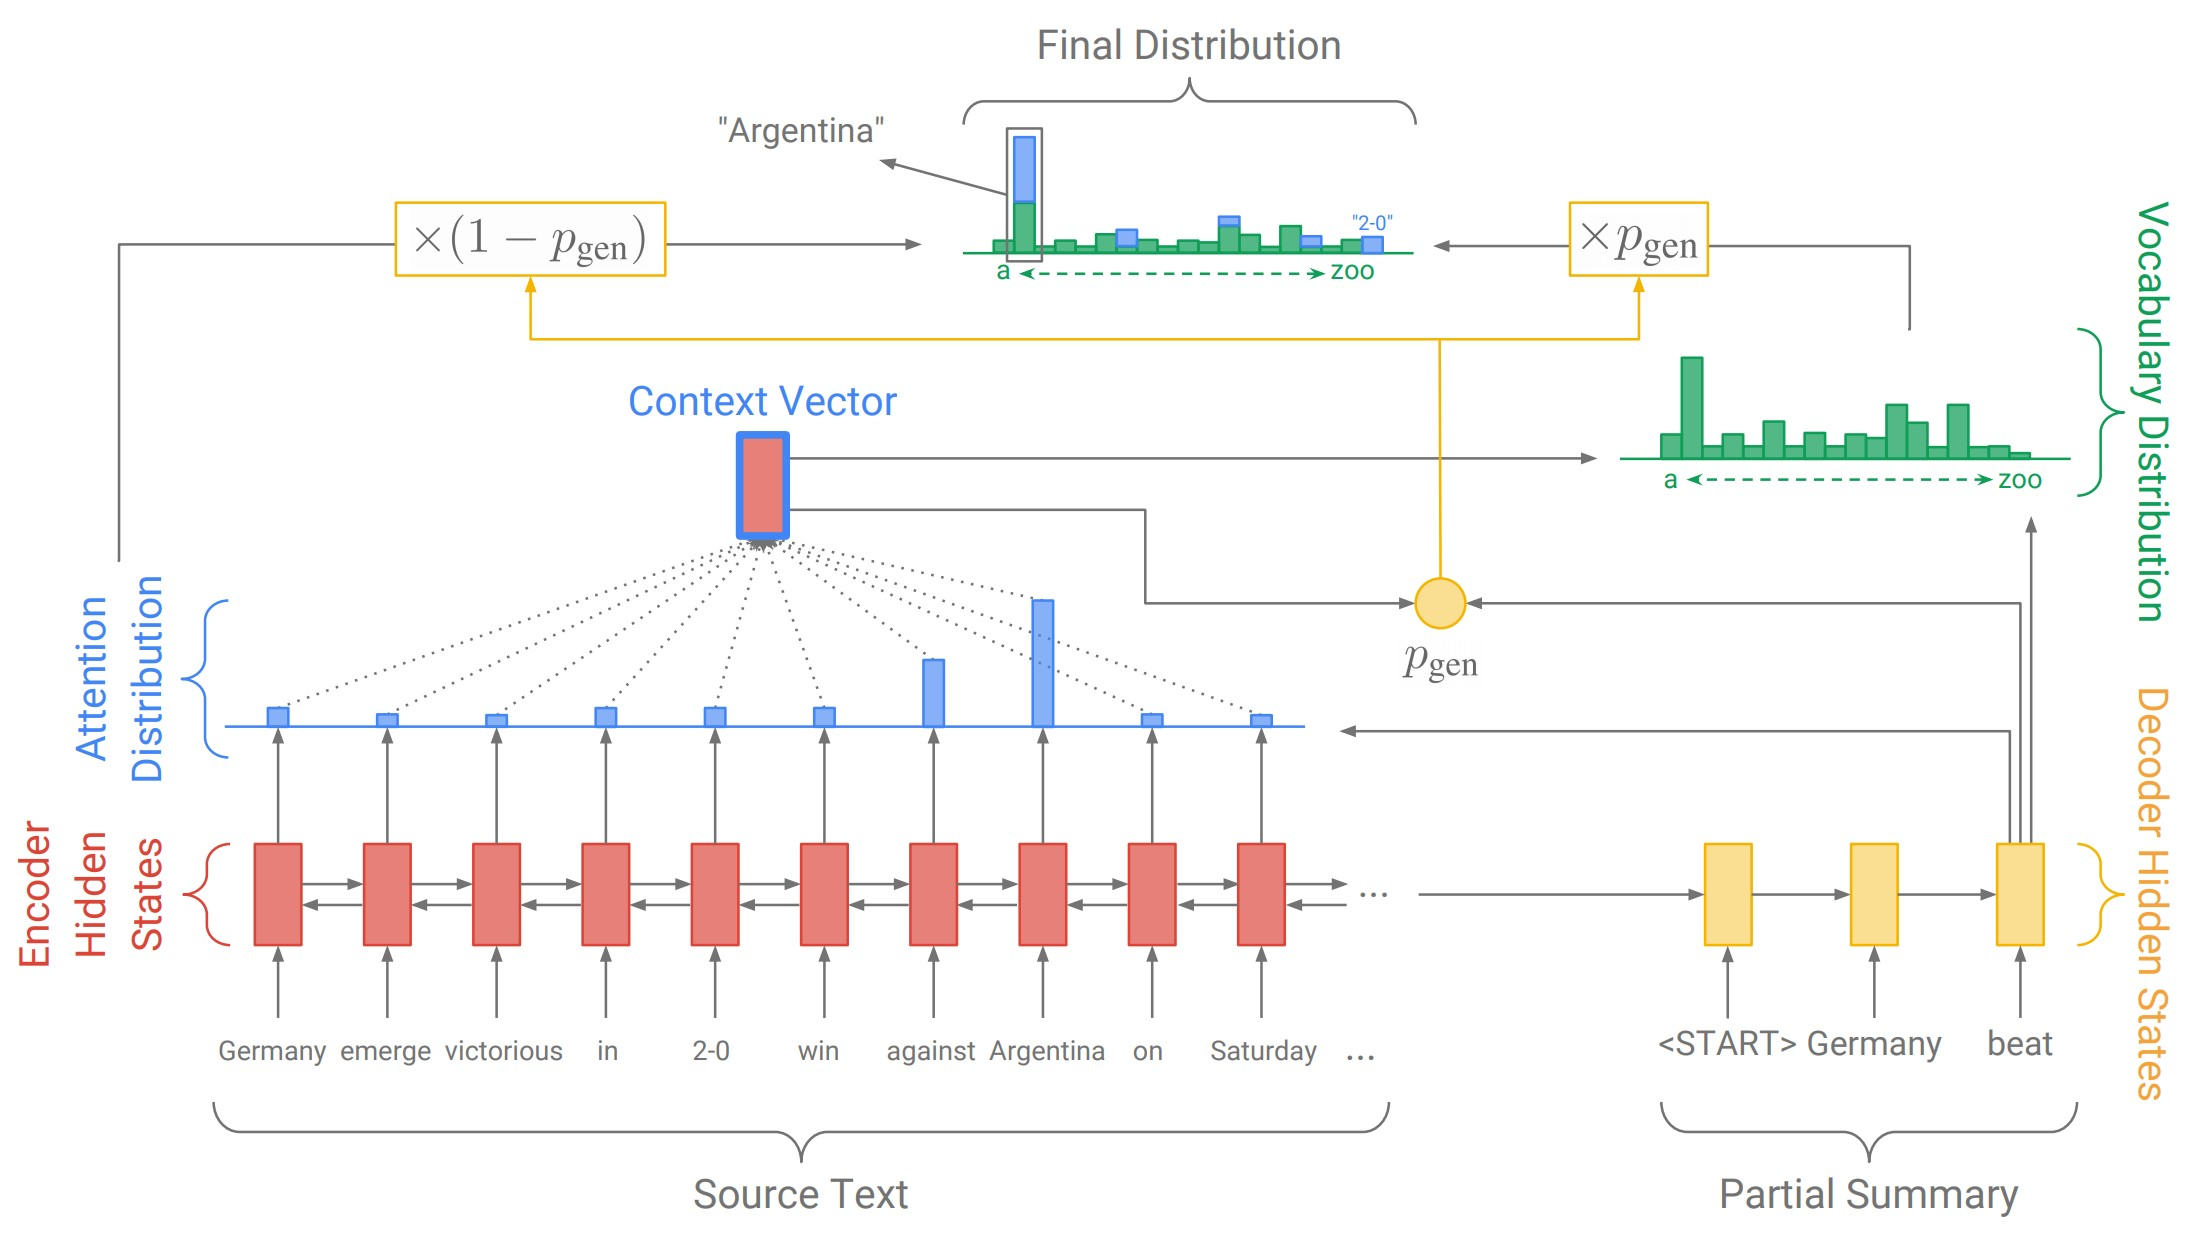 Final Distribution
"Argentina"
×(1 − p_gen)
"2-0"
×p_gen
a
zoo
Context Vector
Vocabulary Distribution
a
zoo
Attention
Distribution
p_gen
Encoder
Hidden
States
Decoder Hidden States
...
Germany emerge victorious in 2-0 win against Argentina on Saturday ...
<START> Germany beat
Source Text
Partial Summary